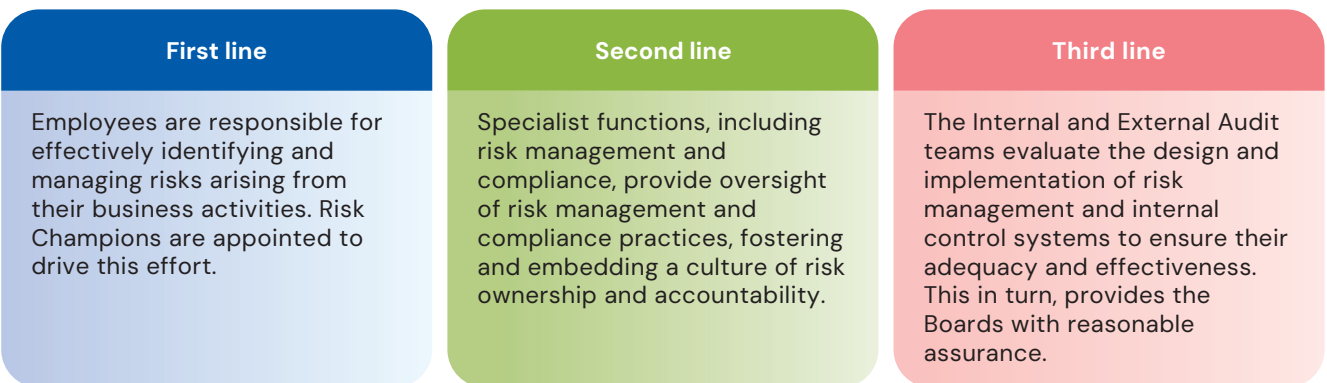 First line
Employees are responsible for
effectively identifying and
managing risks arising from
their business activities. Risk
Champions are appointed to
drive this effort.
Second line
Specialist functions, including
risk management and
compliance, provide oversight
of risk management and
compliance practices, fostering
and embedding a culture of risk
ownership and accountability.
Third line
The Internal and External Audit
teams evaluate the design and
implementation of risk
management and internal
control systems to ensure their
adequacy and effectiveness.
This in turn, provides the
Boards with reasonable
assurance.